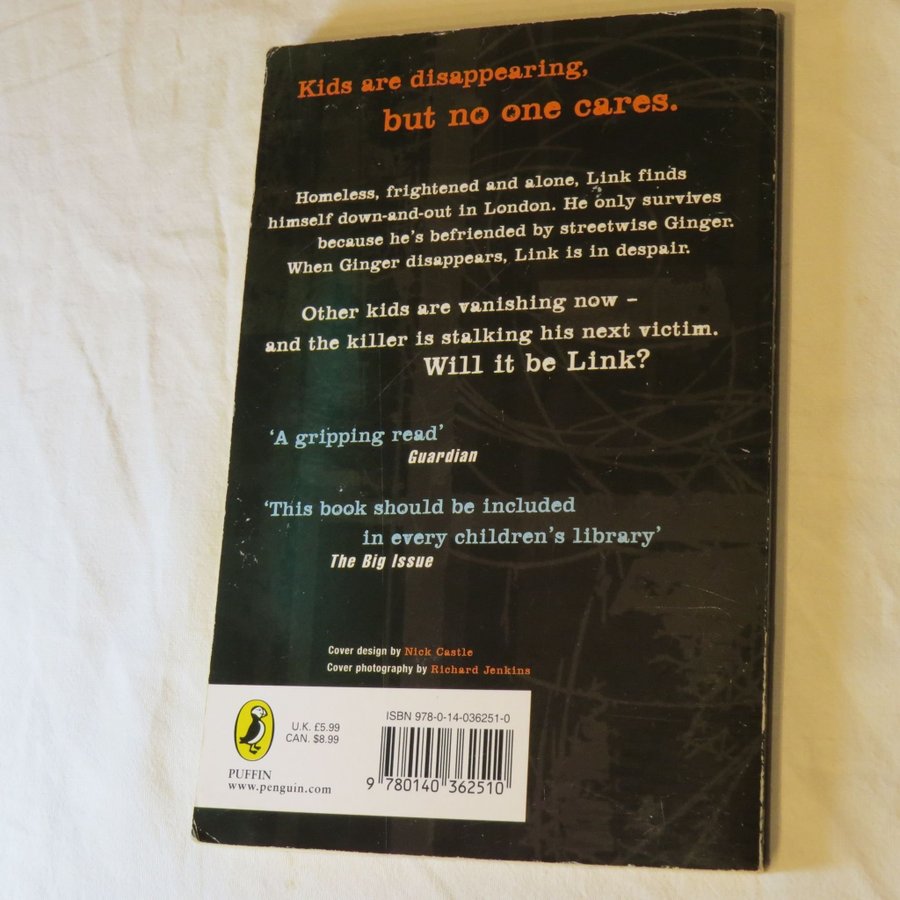 Kids are disappearing,
but no one cares.
Homeless, frightened and alone, Link finds
himself down-and-out in London. He only survives
because he's befriended by streetwise Ginger.
When Ginger disappears, Link is in despair.
Other kids are vanishing now –
and the killer is stalking his next victim.
Will it be Link?
‘A gripping read’
Guardian
‘This book should be included
in every children’s library’
The Big Issue
Cover design by Nick Castle
Cover photography by Richard Jenkins
U.K. £5.99
CAN. $8.99
PUFFIN
www.penguin.com
ISBN 978-0-14-036251-0
9 780140 362510